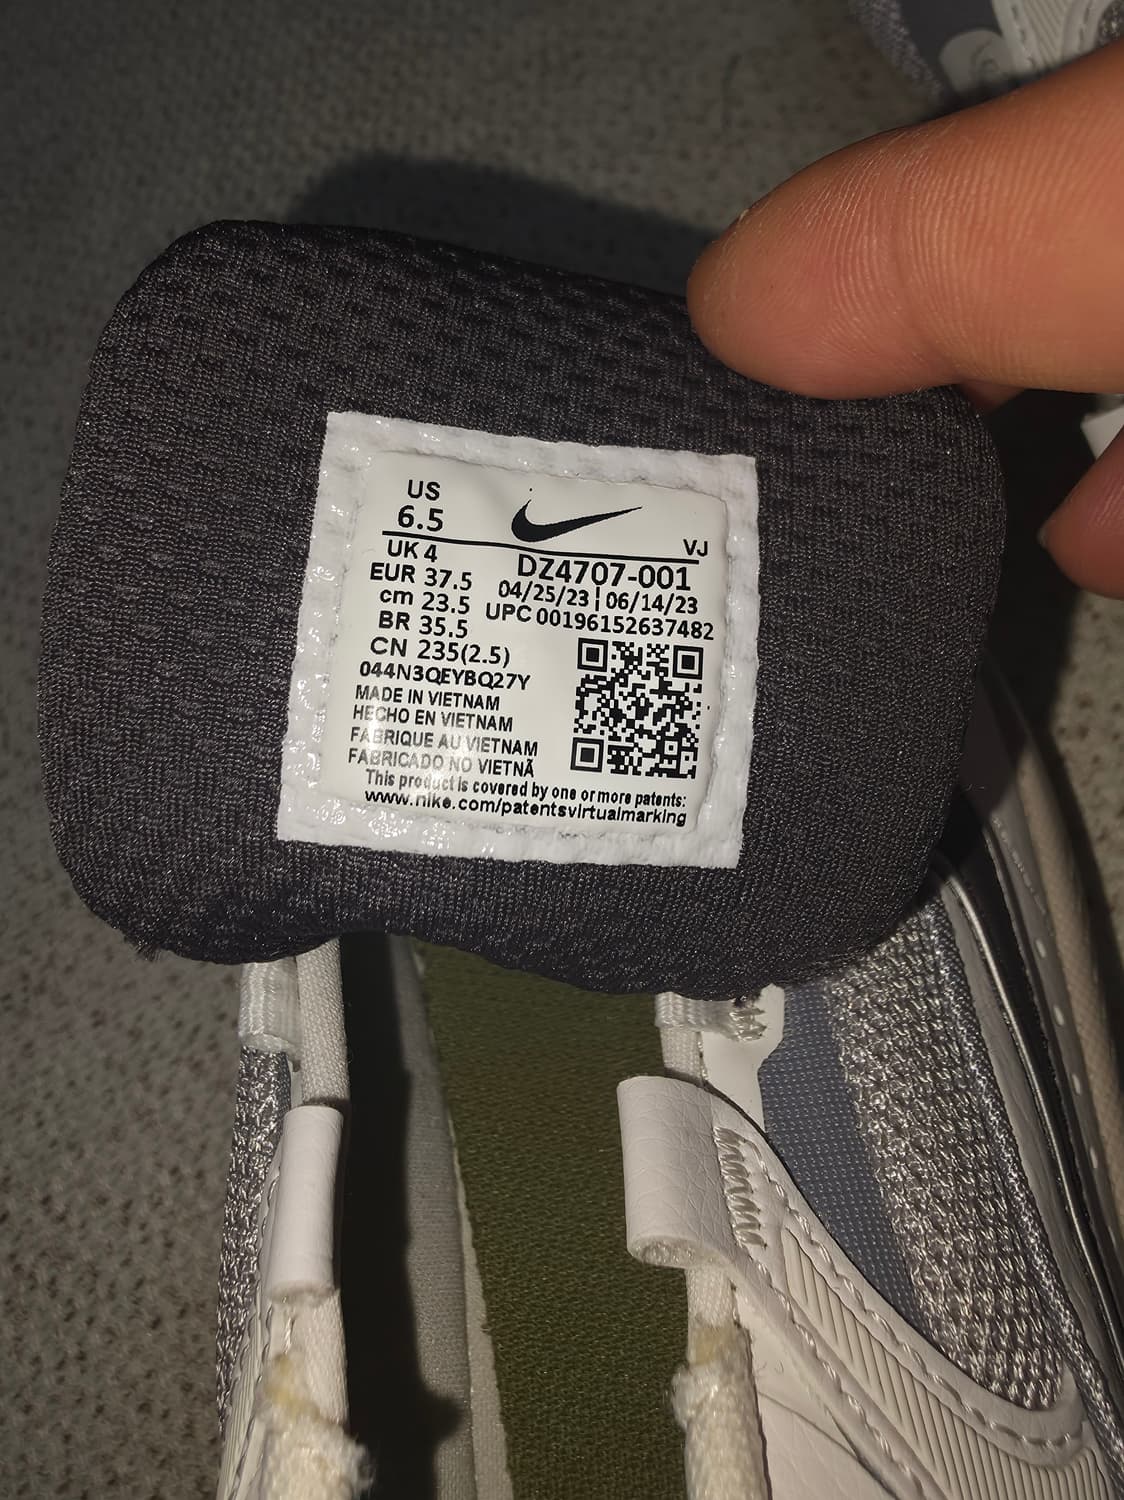 US
6.5
VJ
UK 4
EUR 37.5
cm 23.5
BR 35.5
CN 235(2.5)
DZ4707-001
04/25/23 | 06/14/23
UPC 00196152637482
044N3QEYBQ27Y
MADE IN VIETNAM
HECHO EN VIETNAM
FABRIQUE AU VIETNAM
FABRICADO NO VIETNÃ
This product is covered by one or more patents:
www.nike.com/patentsvirtualmarking